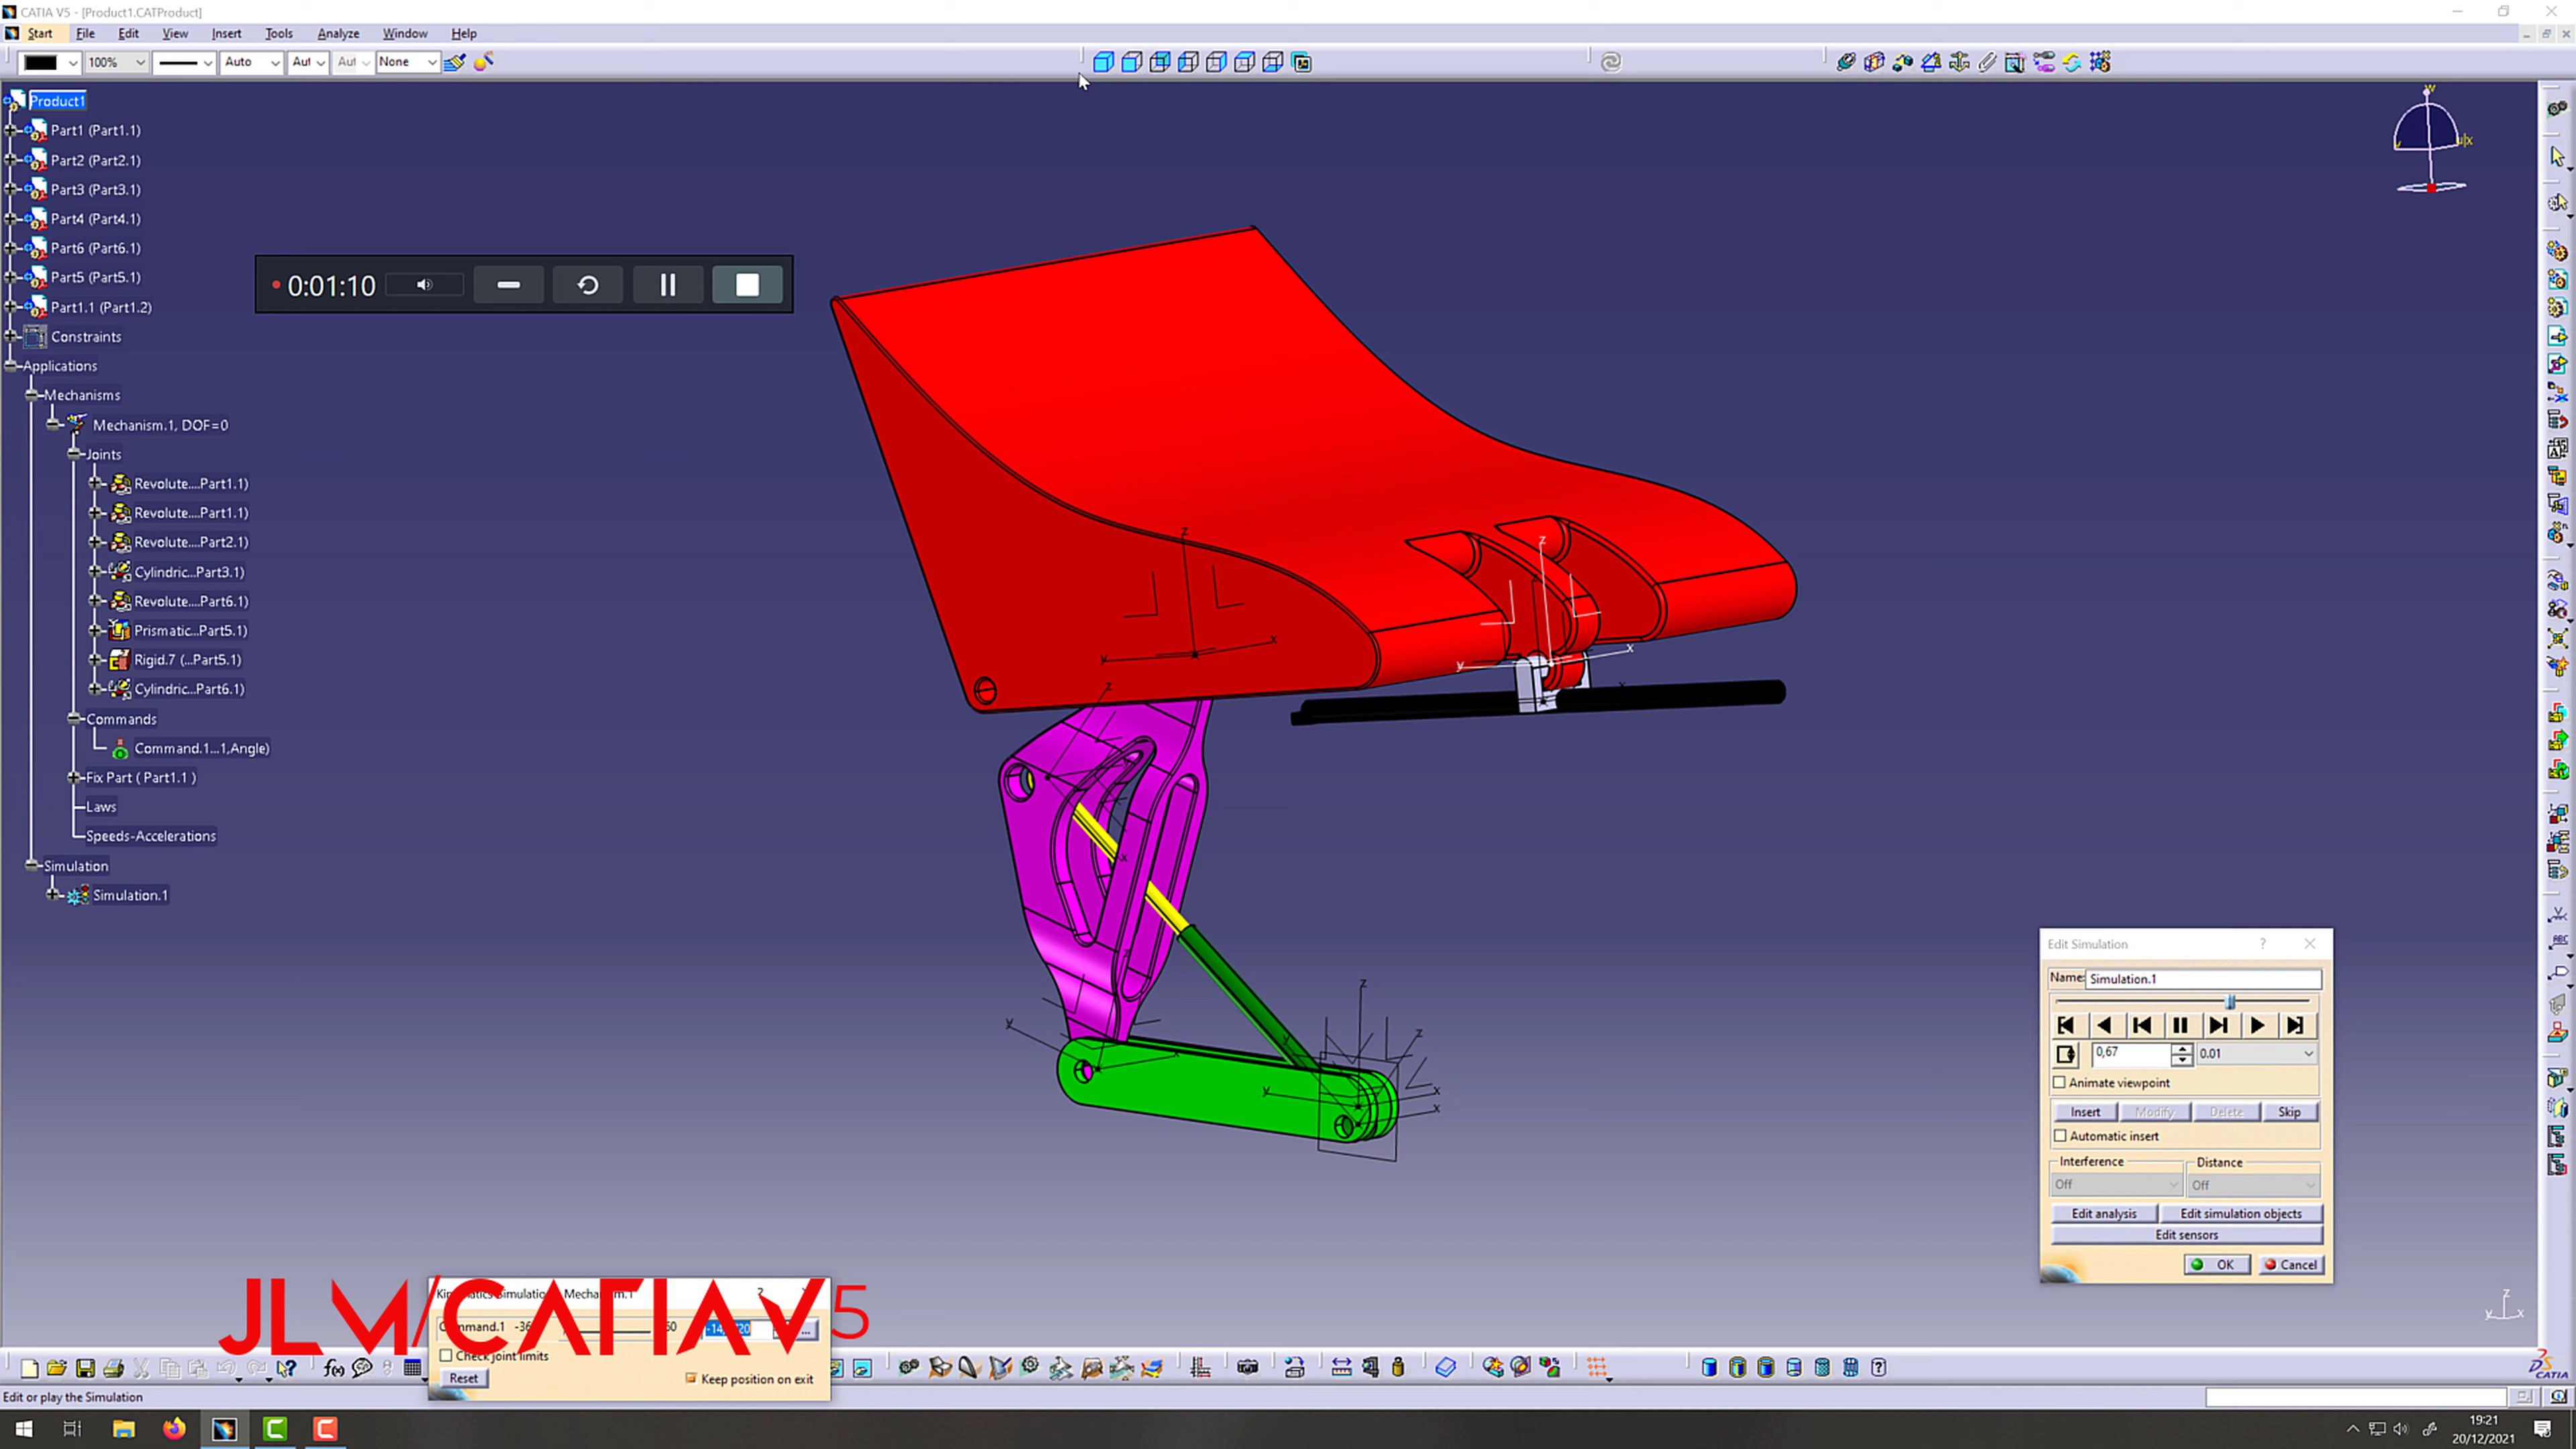 CATIA V5 - [Product1.CATProduct]
Start File Edit View Insert Tools Analyze Window Help
100% Auto Aut Aut None
Product1
Part1 (Part1.1)
Part2 (Part2.1)
Part3 (Part3.1)
Part4 (Part4.1)
Part6 (Part6.1)
Part5 (Part5.1)
Part1.1 (Part1.2)
Constraints
Applications
Mechanisms
Mechanism.1, DOF=0
Joints
Revolute....Part1.1)
Revolute....Part1.1)
Revolute....Part2.1)
Cylindric...Part3.1)
Revolute....Part6.1)
Prismatic...Part5.1)
Rigid.7 (...Part5.1)
Cylindric...Part6.1)
Commands
Command.1...1,Angle)
Fix Part ( Part1.1 )
Laws
Speeds-Accelerations
Simulation
Simulation.1
0:01:10
Edit Simulation ?
Name: Simulation.1
0,67 0.01
Animate viewpoint
Insert Modify Delete Skip
Automatic insert
Interference Distance
Off Off
Edit analysis Edit simulation objects
Edit sensors
OK Cancel
JLM/CATIA V5
Check joint limits
Reset Keep position on exit
Edit or play the Simulation
CATIA
19:21
20/12/2021